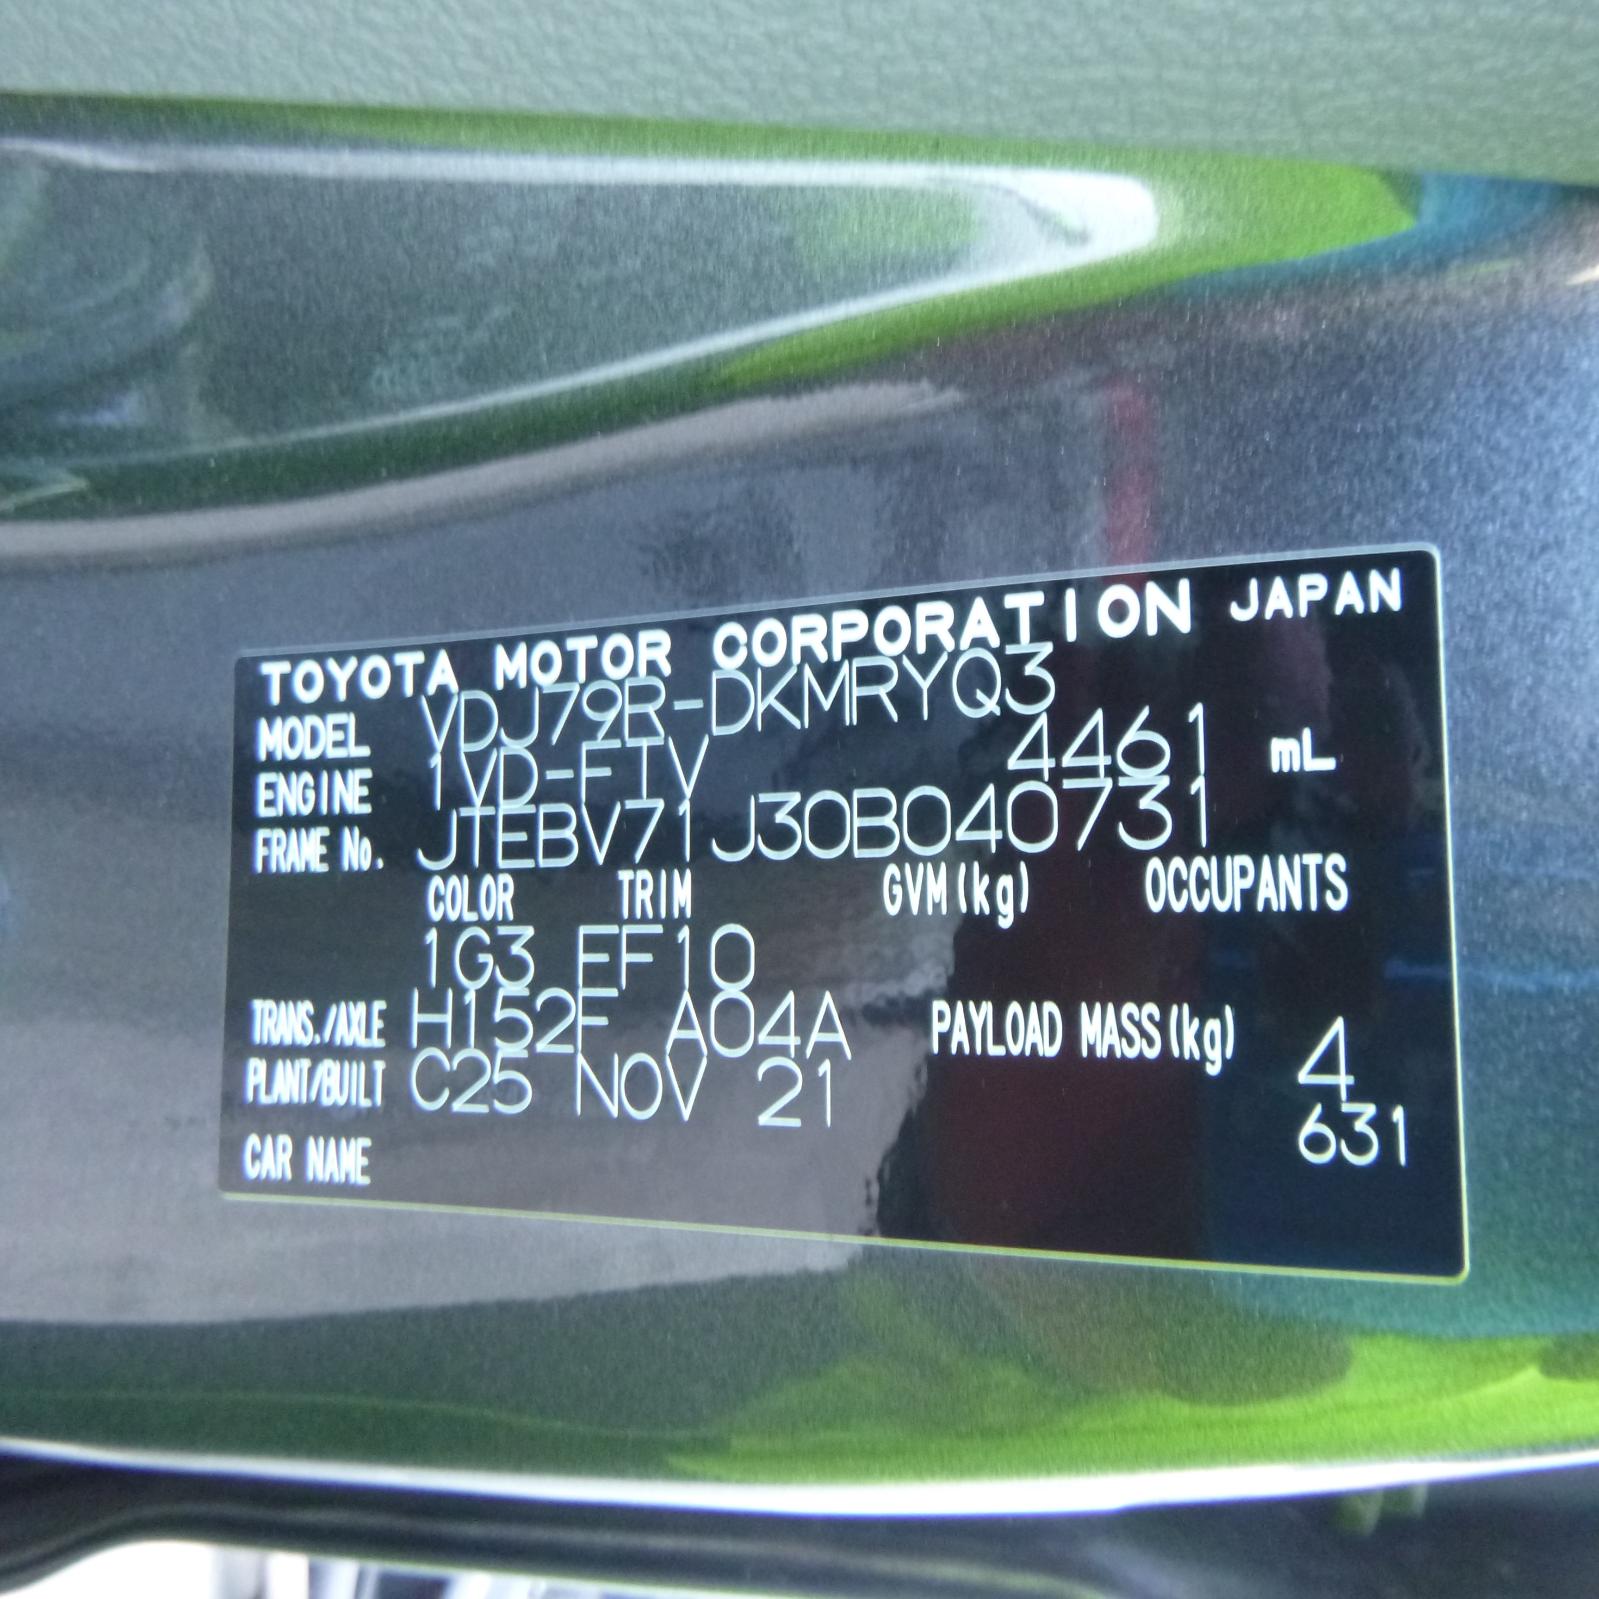 TOYOTA MOTOR CORPORATION JAPAN
MODEL VDJ79R-DKMRYQ3
ENGINE 1VD-FTV 4461 mL
FRAME No. JTEBV71J30B040731
COLOR TRIM GVM(kg) OCCUPANTS
1G3 EF10
TRANS./AXLE H152F A04A PAYLOAD MASS(kg) 4
PLANT/BUILT C25 NOV 21 631
CAR NAME